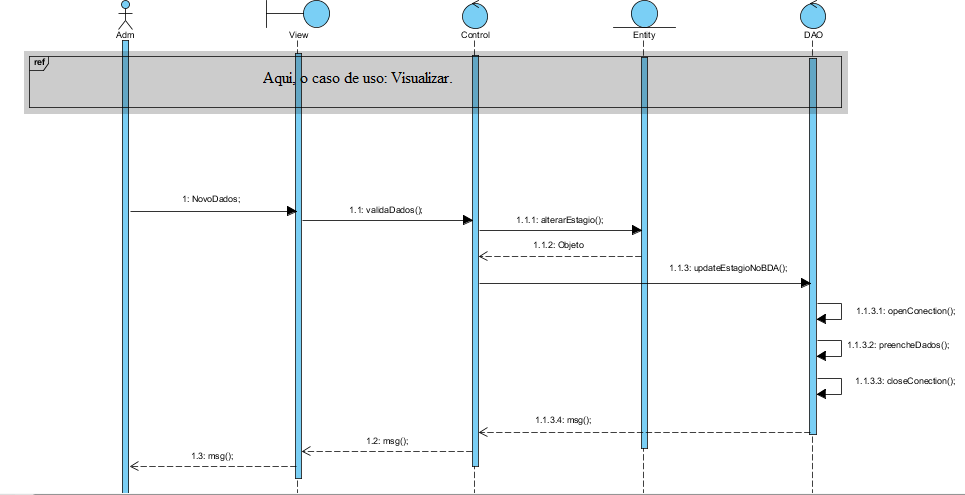 Adm
View
Control
Entity
DAO
ref
Aqui, o caso de uso: Visualizar.
1: NovoDados;
1.1: validaDados();
1.1.1: alterarEstagio();
1.1.2: Objeto
1.1.3: updateEstagioNoBDA();
1.1.3.1: openConection();
1.1.3.2: preencheDados();
1.1.3.3: closeConection();
1.1.3.4: msg();
1.2: msg();
1.3: msg();